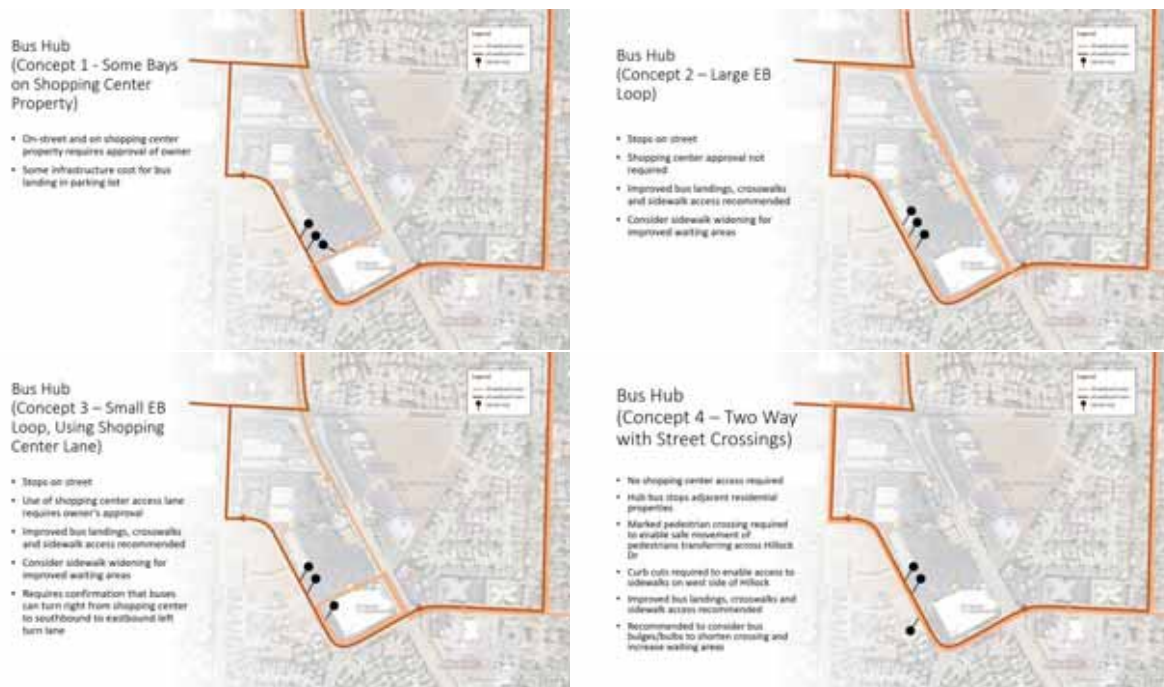 Bus Hub
(Concept 1 - Some Bays
on Shopping Center
Property)
• On-street and on shopping center
property requires approval of owner
• Some infrastructure cost for bus
landing in parking lot
Legend
Bus Hub
(Concept 2 – Large EB
Loop)
• Stops on street
• Shopping center approval not
required
• Improved bus landings, crosswalks
and sidewalk access recommended
• Consider sidewalk widening for
improved waiting areas
Legend
Bus Hub
(Concept 3 – Small EB
Loop, Using Shopping
Center Lane)
• Stops on street
• Use of shopping center access lane
requires owner's approval
• Improved bus landings, crosswalks
and sidewalk access recommended
• Consider sidewalk widening for
improved waiting areas
• Requires confirmation that buses
can turn right from shopping center
to southbound to eastbound left
turn lane
Legend
Bus Hub
(Concept 4 – Two Way
with Street Crossings)
• No shopping center access required
• Hub bus stops adjacent residential
properties
• Marked pedestrian crossing required
to enable safe movement of
pedestrians transferring across Hillock
Dr
• Curb cuts required to enable access to
sidewalks on west side of Hillock
• Improved bus landings, crosswalks and
sidewalk access recommended
• Recommended to consider bus
bulges/bulbs to shorten crossing and
increase waiting areas
Legend